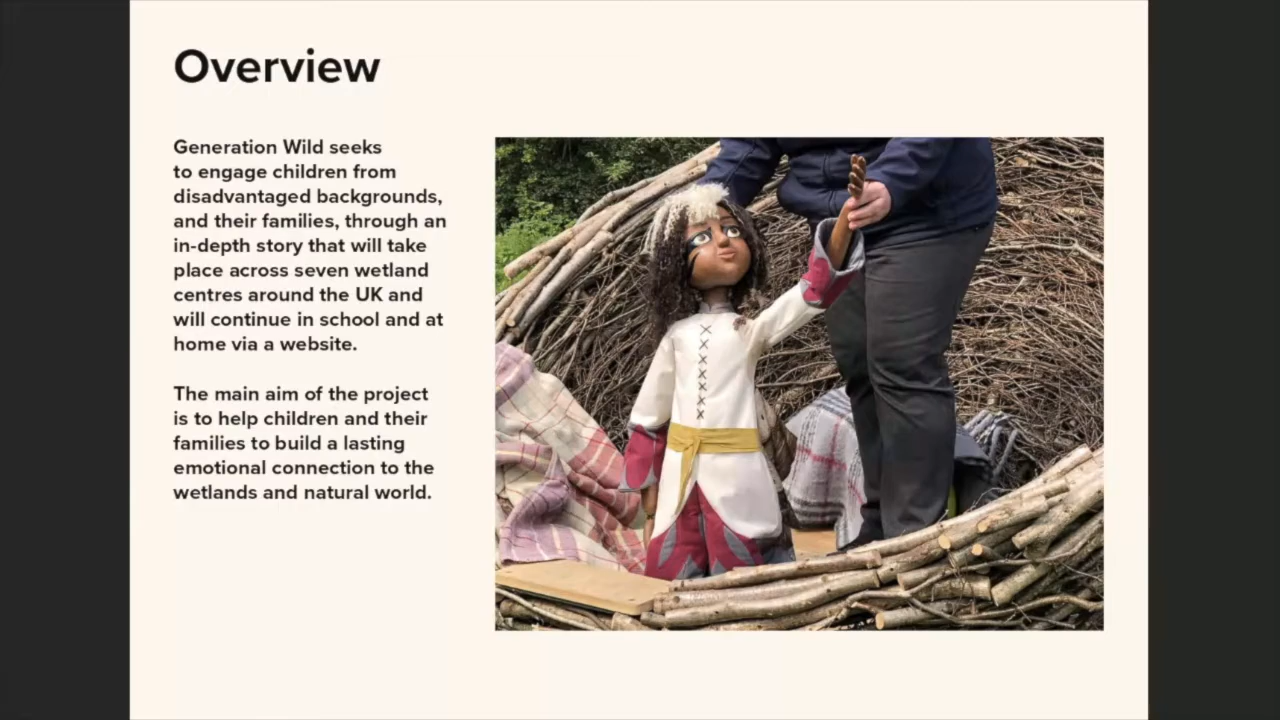 Overview
Generation Wild seeks
to engage children from
disadvantaged backgrounds,
and their families, through an
in-depth story that will take
place across seven wetland
centres around the UK and
will continue in school and at
home via a website.
The main aim of the project
is to help children and their
families to build a lasting
emotional connection to the
wetlands and natural world.